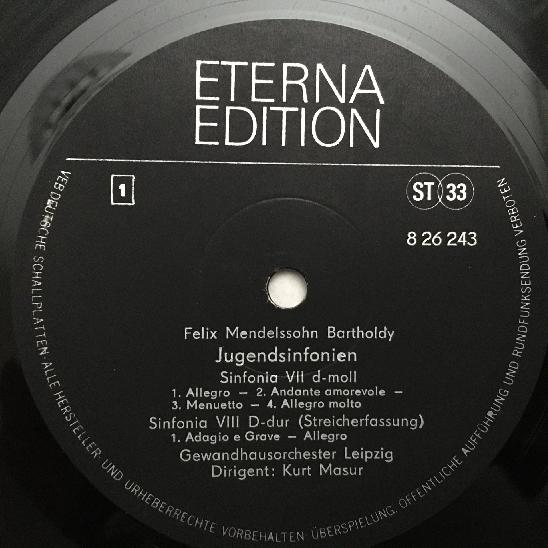 ETERNA
EDITION
1
ST 33
8 26 243
Felix Mendelssohn Bartholdy
Jugendsinfonien
Sinfonia VII d-moll
1. Allegro — 2. Andante amorevole —
3. Menuetto — 4. Allegro molto
Sinfonia VIII D-dur (Streicherfassung)
1. Adagio e Grave — Allegro
Gewandhausorchester Leipzig
Dirigent: Kurt Masur
VEB DEUTSCHE SCHALLPLATTEN · ALLE HERSTELLER- UND URHEBERRECHTE VORBEHALTEN · ÜBERSPIELUNG, ÖFFENTLICHE AUFFÜHRUNG UND RUNDFUNKSENDUNG VERBOTEN